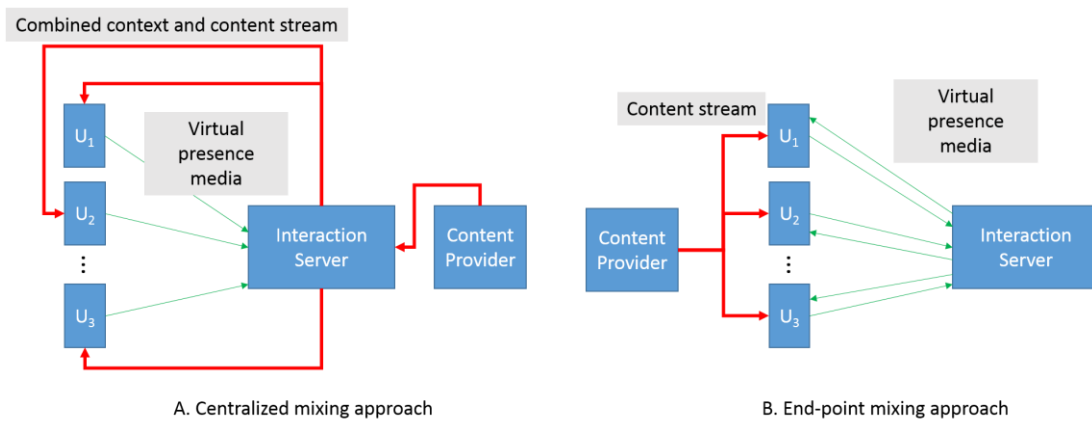 Combined context and content stream
U1
Virtual
presence
media
U2
⋮
U3
Interaction
Server
Content
Provider
A. Centralized mixing approach
Content stream
Virtual
presence
media
U1
Content
Provider
U2
⋮
U3
Interaction
Server
B. End-point mixing approach